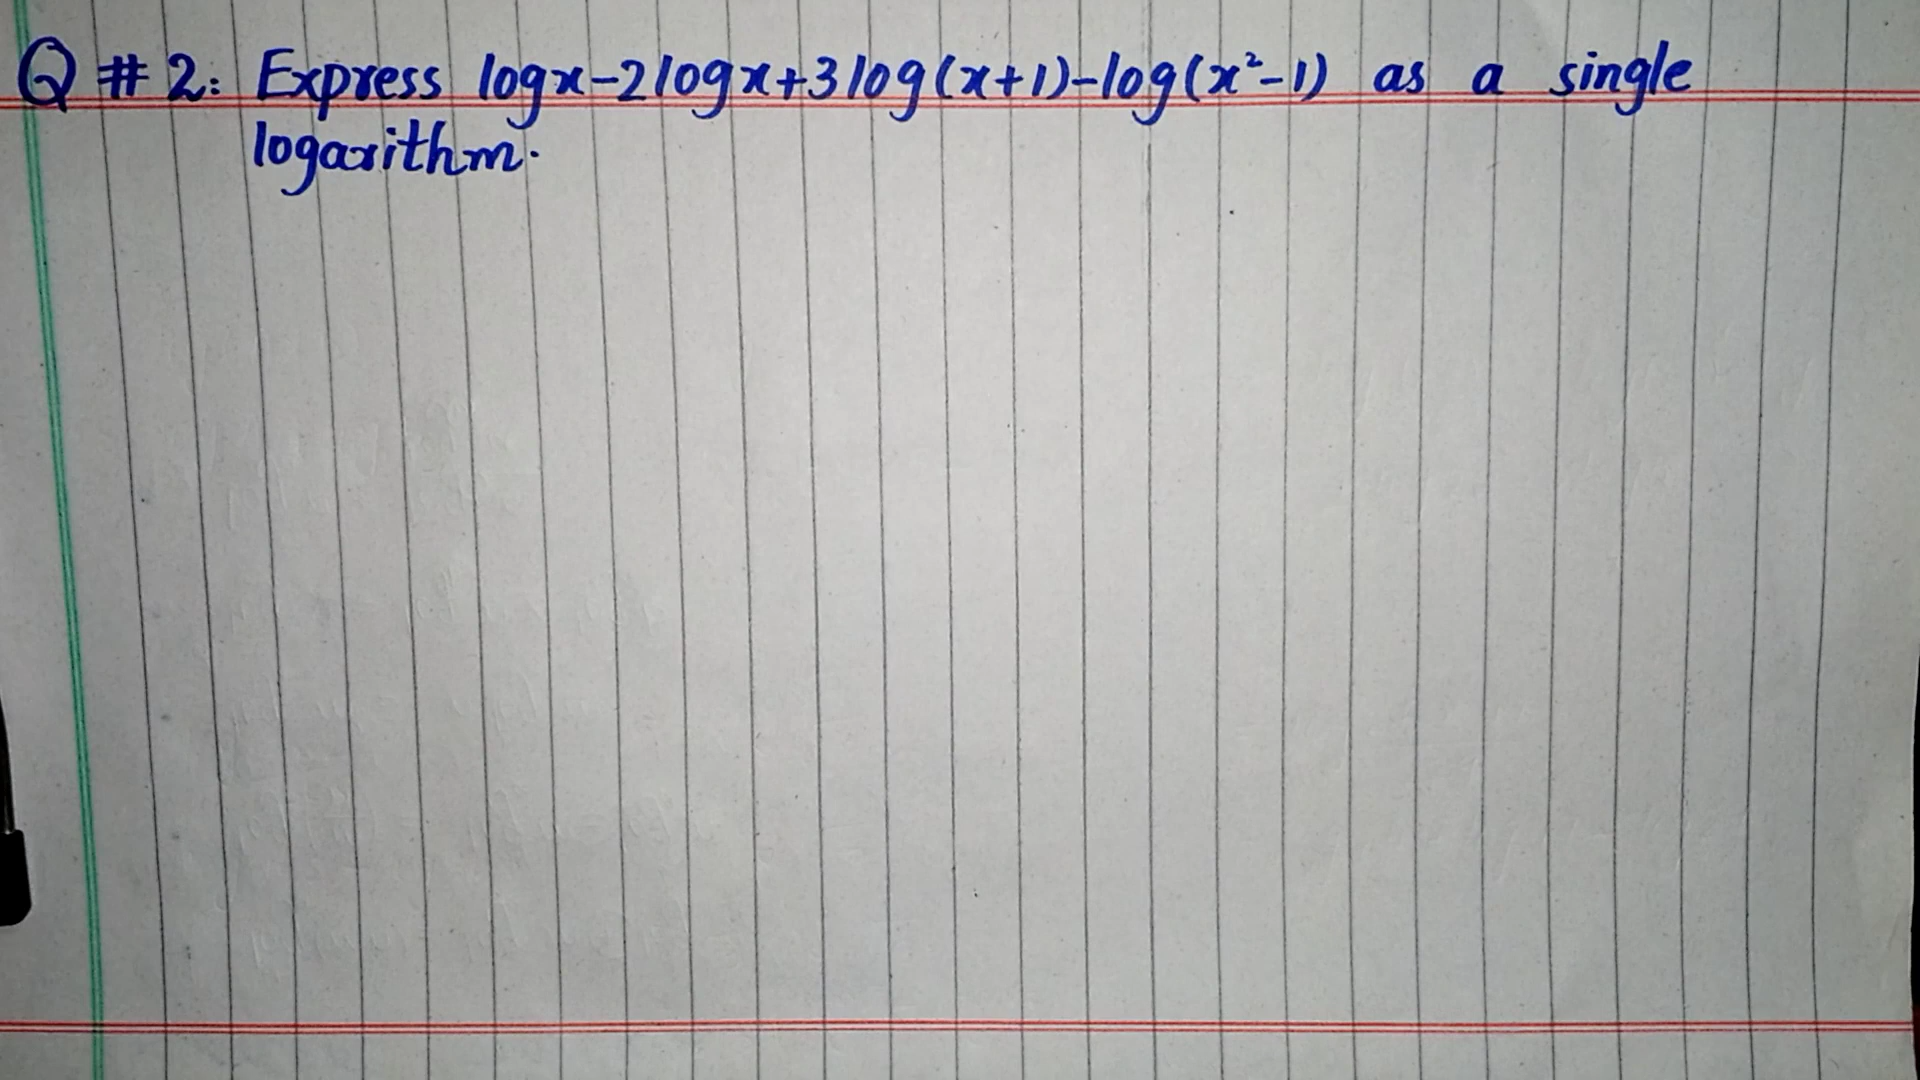 Q # 2: Express logx-2logx+3log(x+1)-log(x²-1) as a single
logarithm.